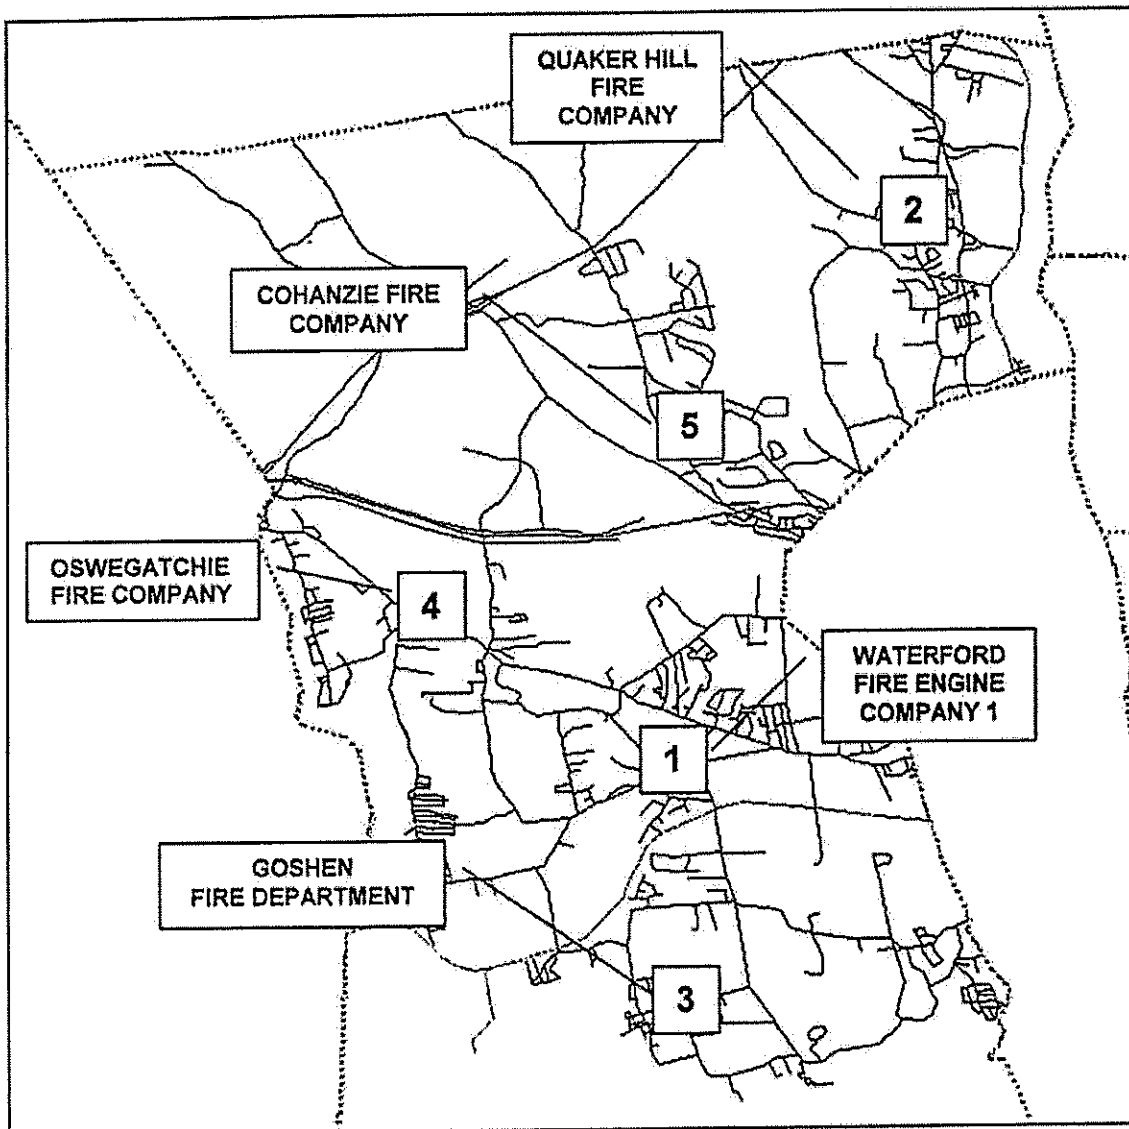 QUAKER HILL
FIRE
COMPANY
2
COHANZIE FIRE
COMPANY
5
OSWEGATCHIE
FIRE COMPANY
4
WATERFORD
FIRE ENGINE
COMPANY 1
1
GOSHEN
FIRE DEPARTMENT
3